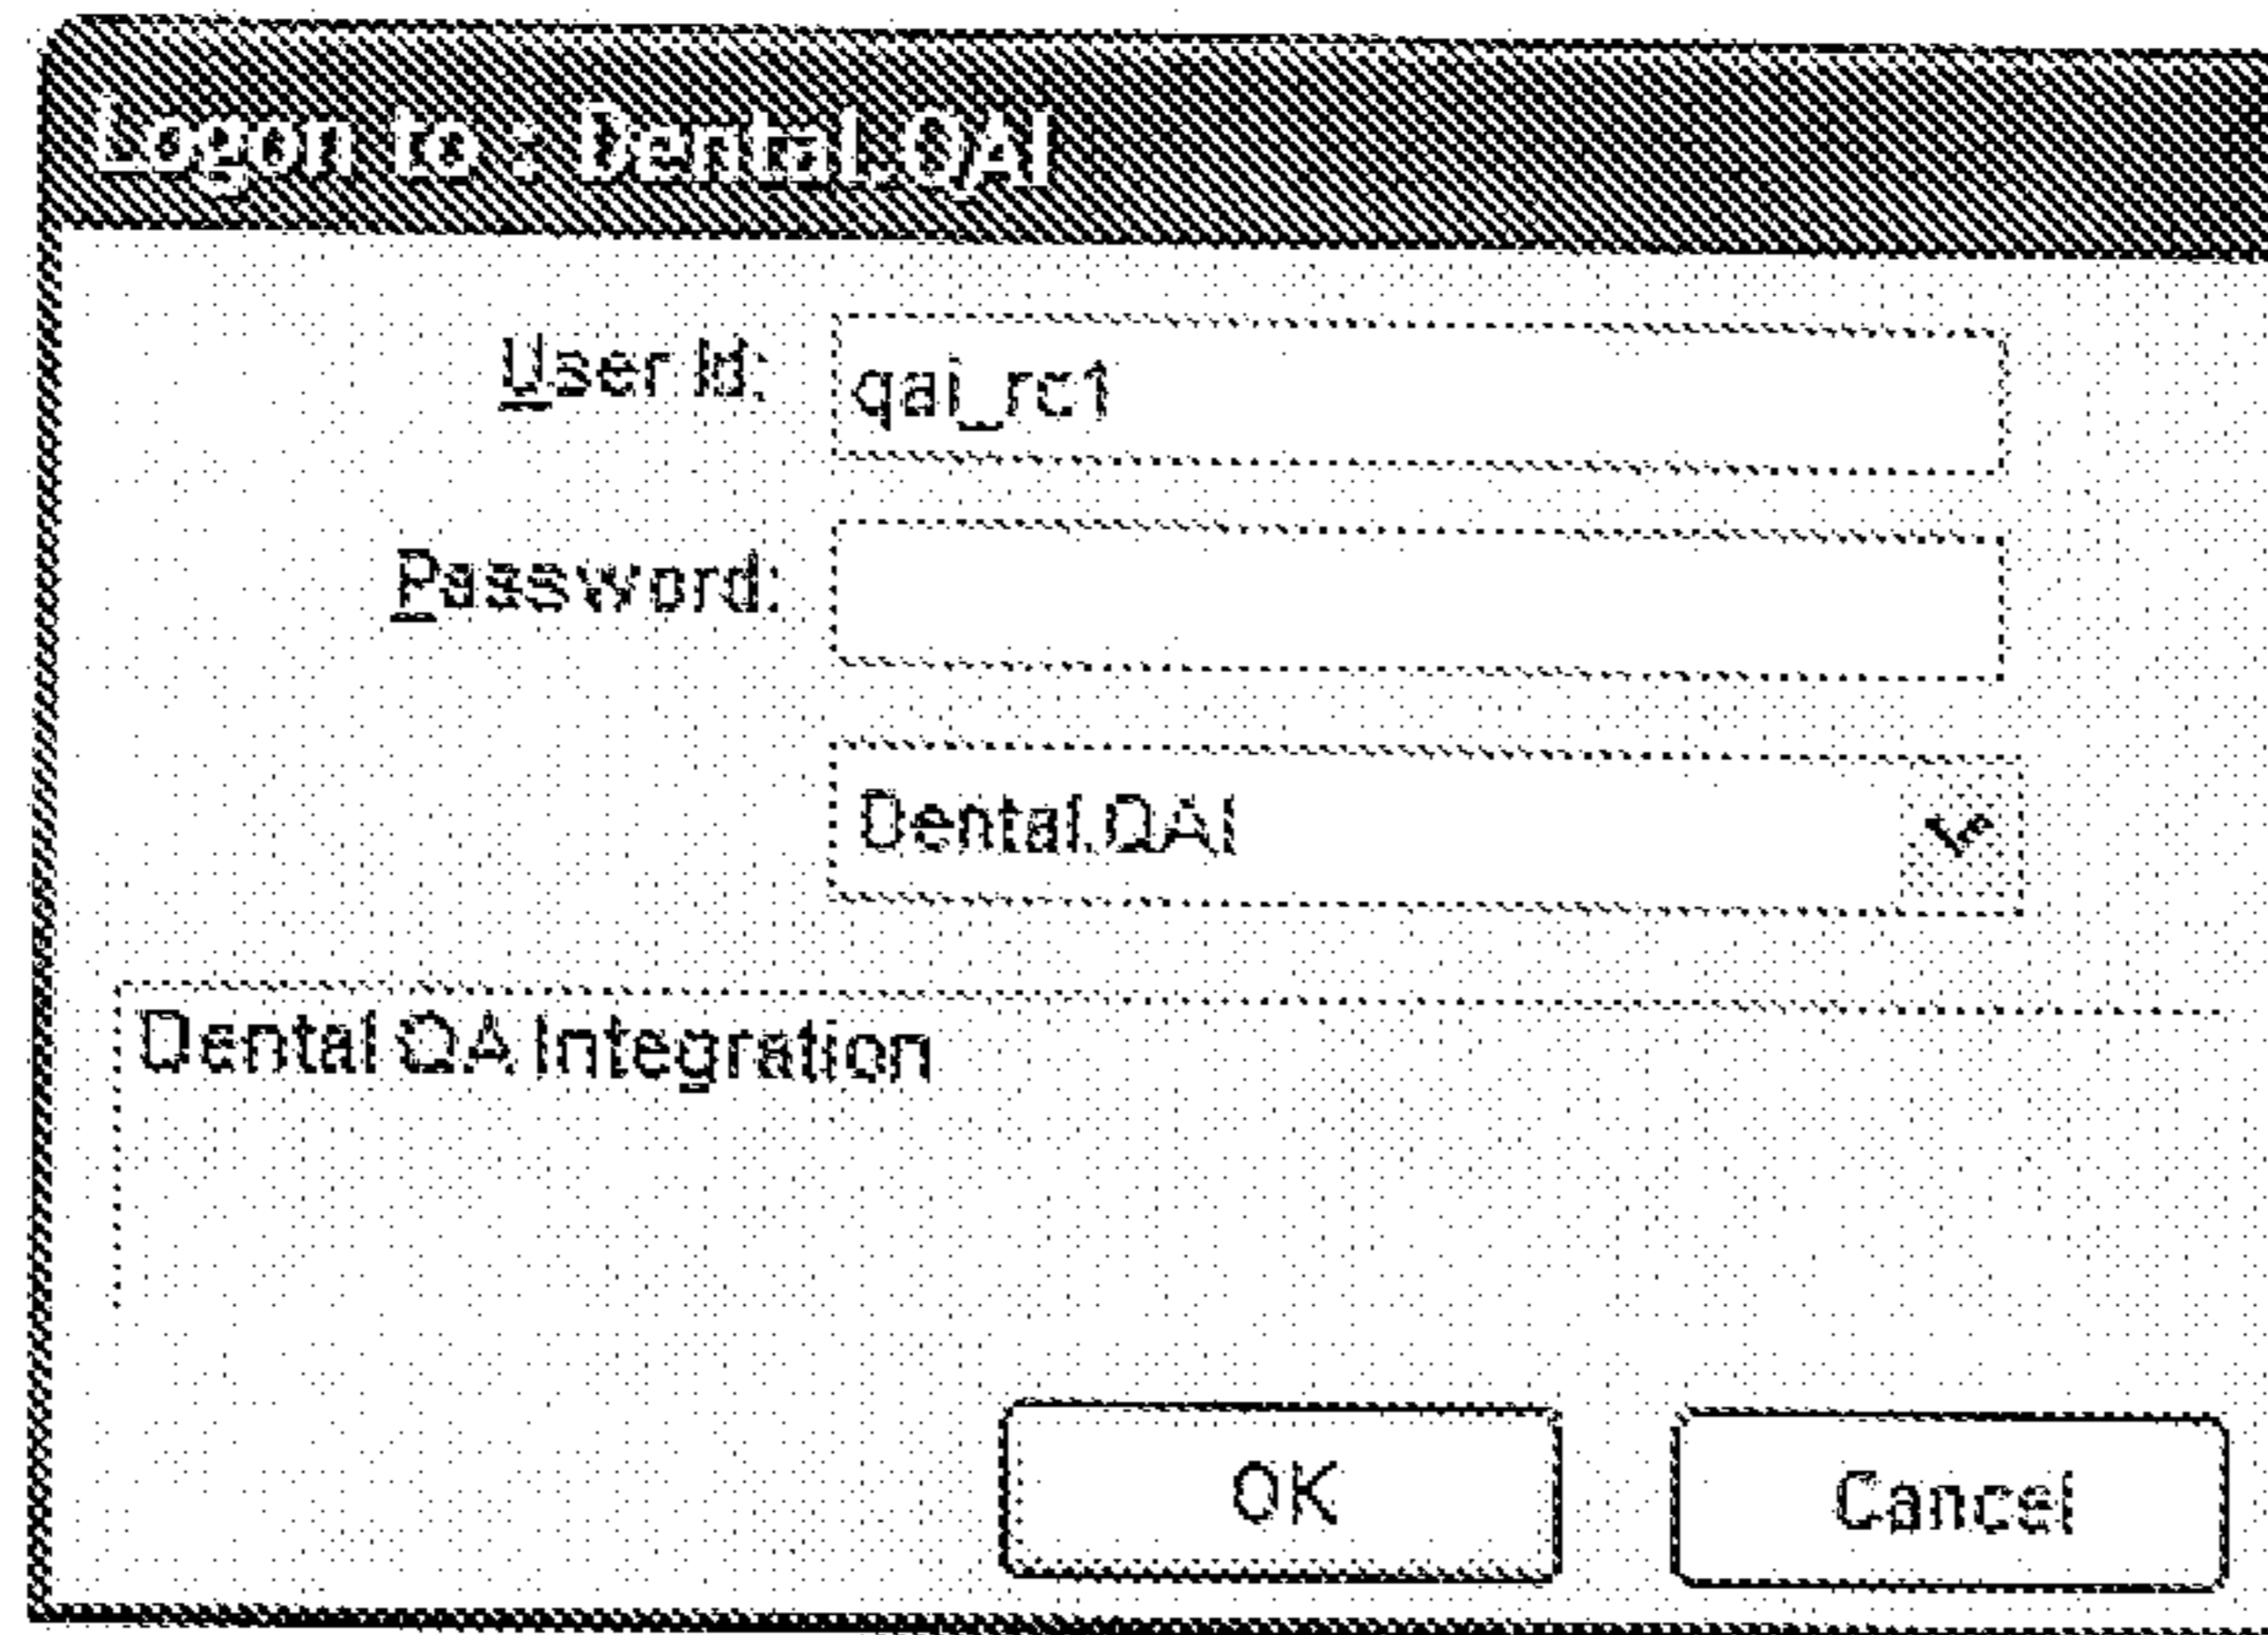 Logon to : Dental.QAI
User Id: qai_rc1
Password:
Dental.QAI
Dental QA Integration
OK Cancel